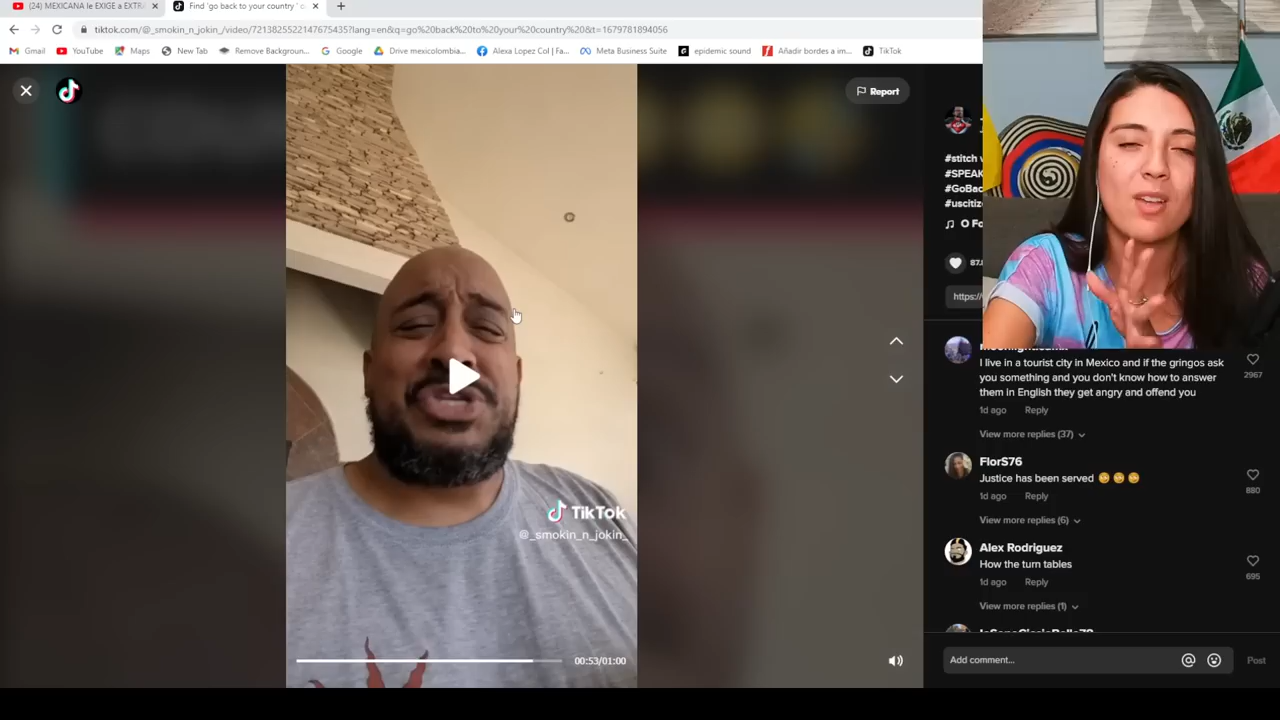 (24) MEXICANA le EXIGE a EXTRA
Find 'go back to your country' o
tiktok.com/@_smokin_n_jokin_/video/7213825522147675435?lang=en&q=go%20back%20to%20your%20country%20&t=1679781894056
Gmail
YouTube
Maps
New Tab
Remove Backgroun...
Google
Drive mexicolombia...
Alexa Lopez Col | Fa...
Meta Business Suite
epidemic sound
Añadir bordes a im...
TikTok
Report
#stitch
#SPEAK
#GoBac
#uscitize
O Fo
87.
https://
I live in a tourist city in Mexico and if the gringos ask
you something and you don't know how to answer
them in English they get angry and offend you
2967
1d ago Reply
View more replies (37)
FlorS76
Justice has been served
880
1d ago Reply
View more replies (6)
Alex Rodriguez
How the turn tables
695
1d ago Reply
View more replies (1)
TikTok
@_smokin_n_jokin_
00:53/01:00
Add comment...
Post